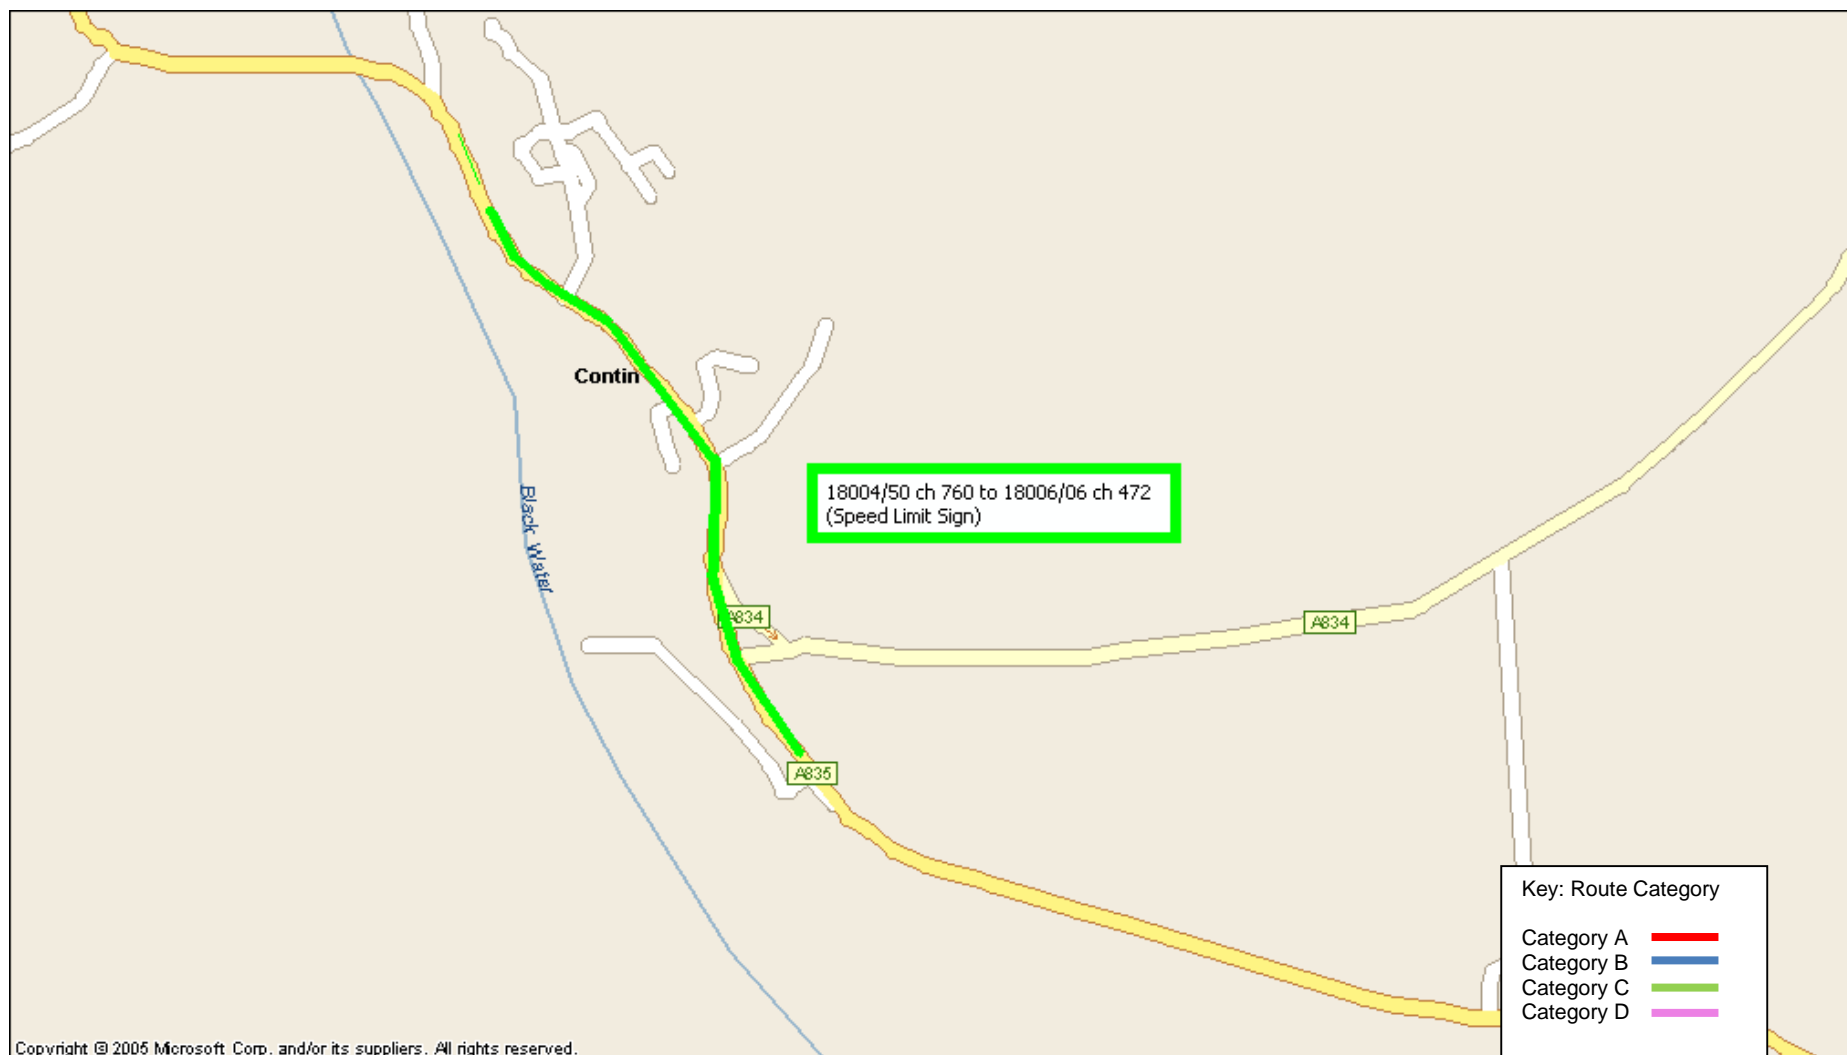 Contin
18004/50 ch 760 to 18006/06 ch 472
(Speed Limit Sign)
Black Water
A834
A834
A835
Key: Route Category
Category A
Category B
Category C
Category D
Copyright © 2005 Microsoft Corp. and/or its suppliers. All rights reserved.